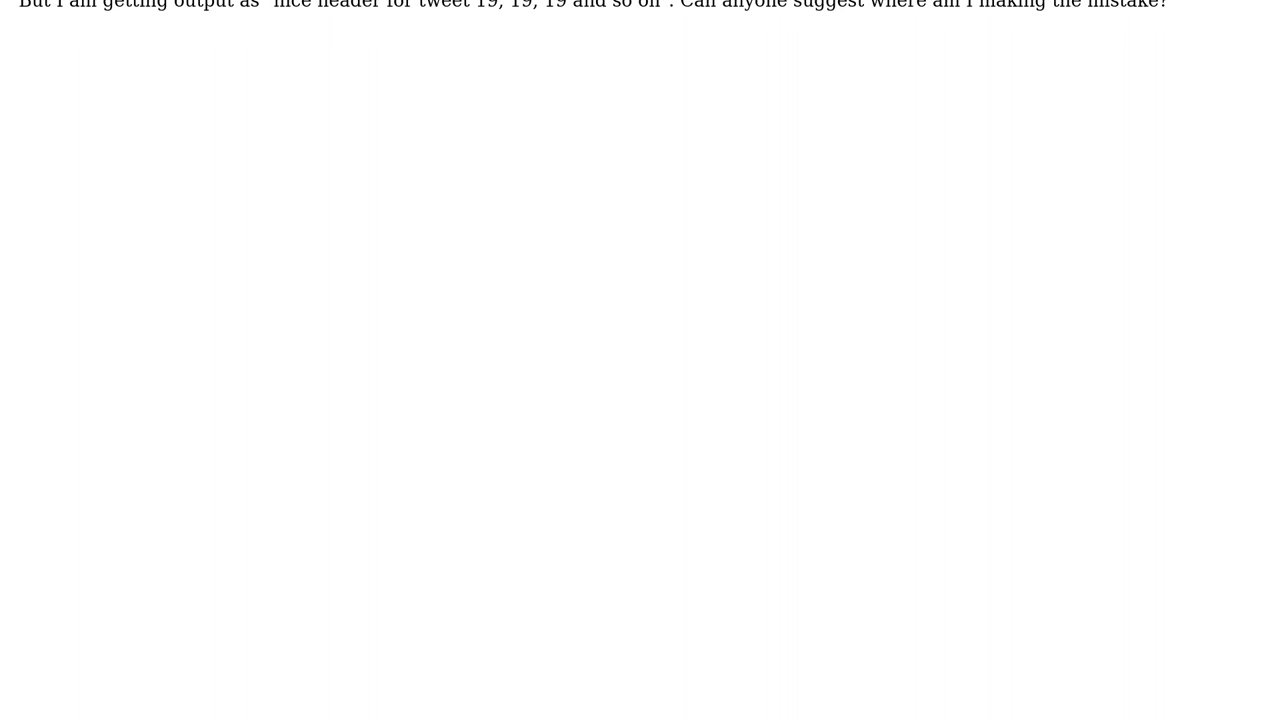 But I am getting output as "nice header for tweet 19, 19, 19 and so on". Can anyone suggest where am I making the mistake?